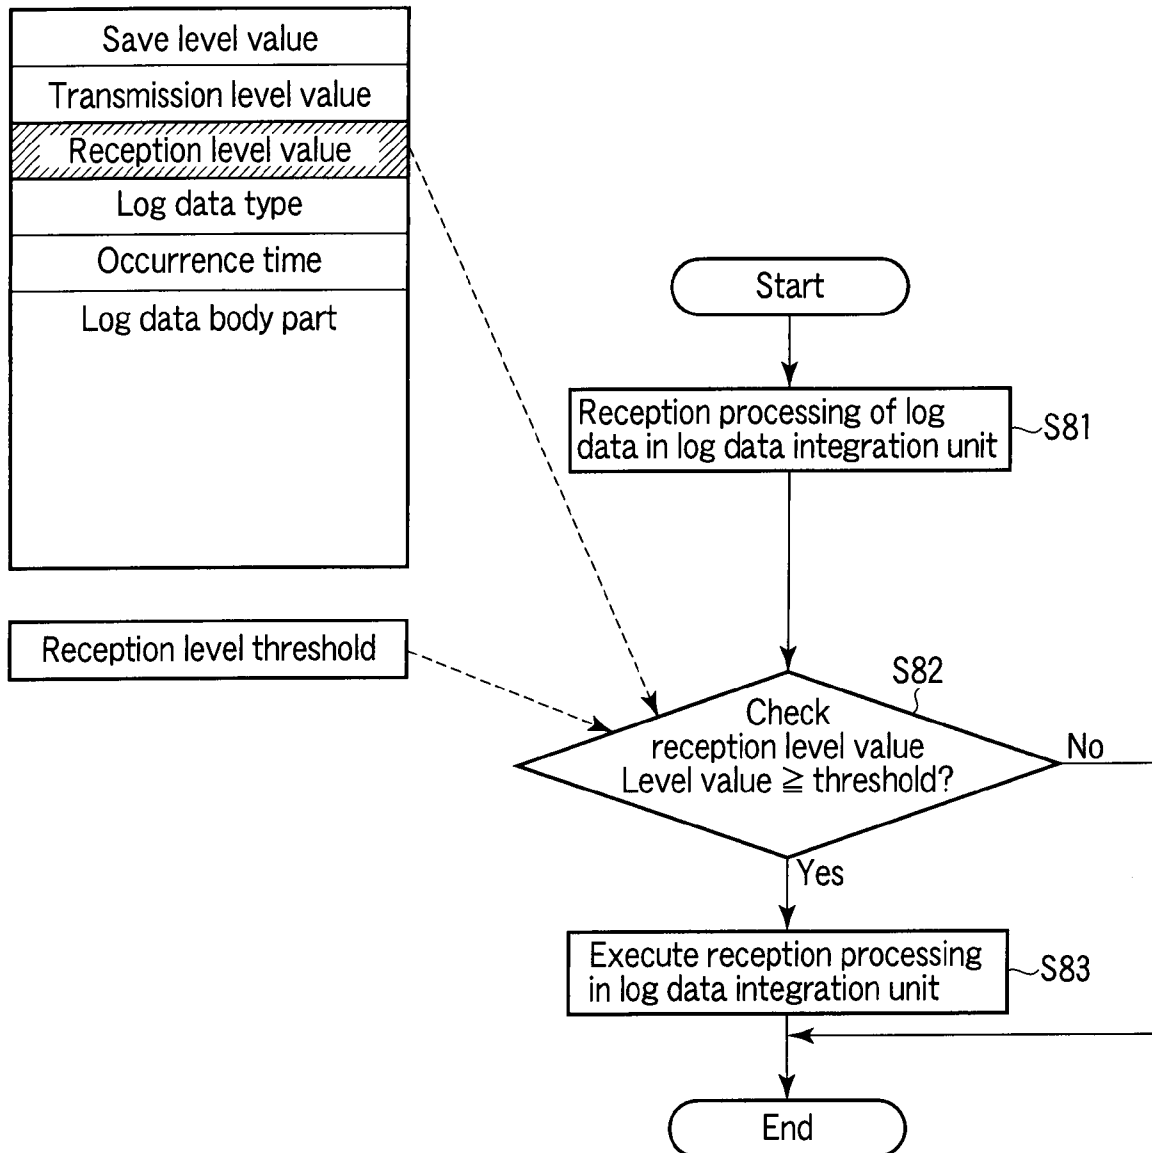 Save level value
Transmission level value
Reception level value
Log data type
Occurrence time
Log data body part
Reception level threshold
Start
Reception processing of log
data in log data integration unit
S81
S82
Check
reception level value
Level value ≧ threshold?
No
Yes
Execute reception processing
in log data integration unit
S83
End